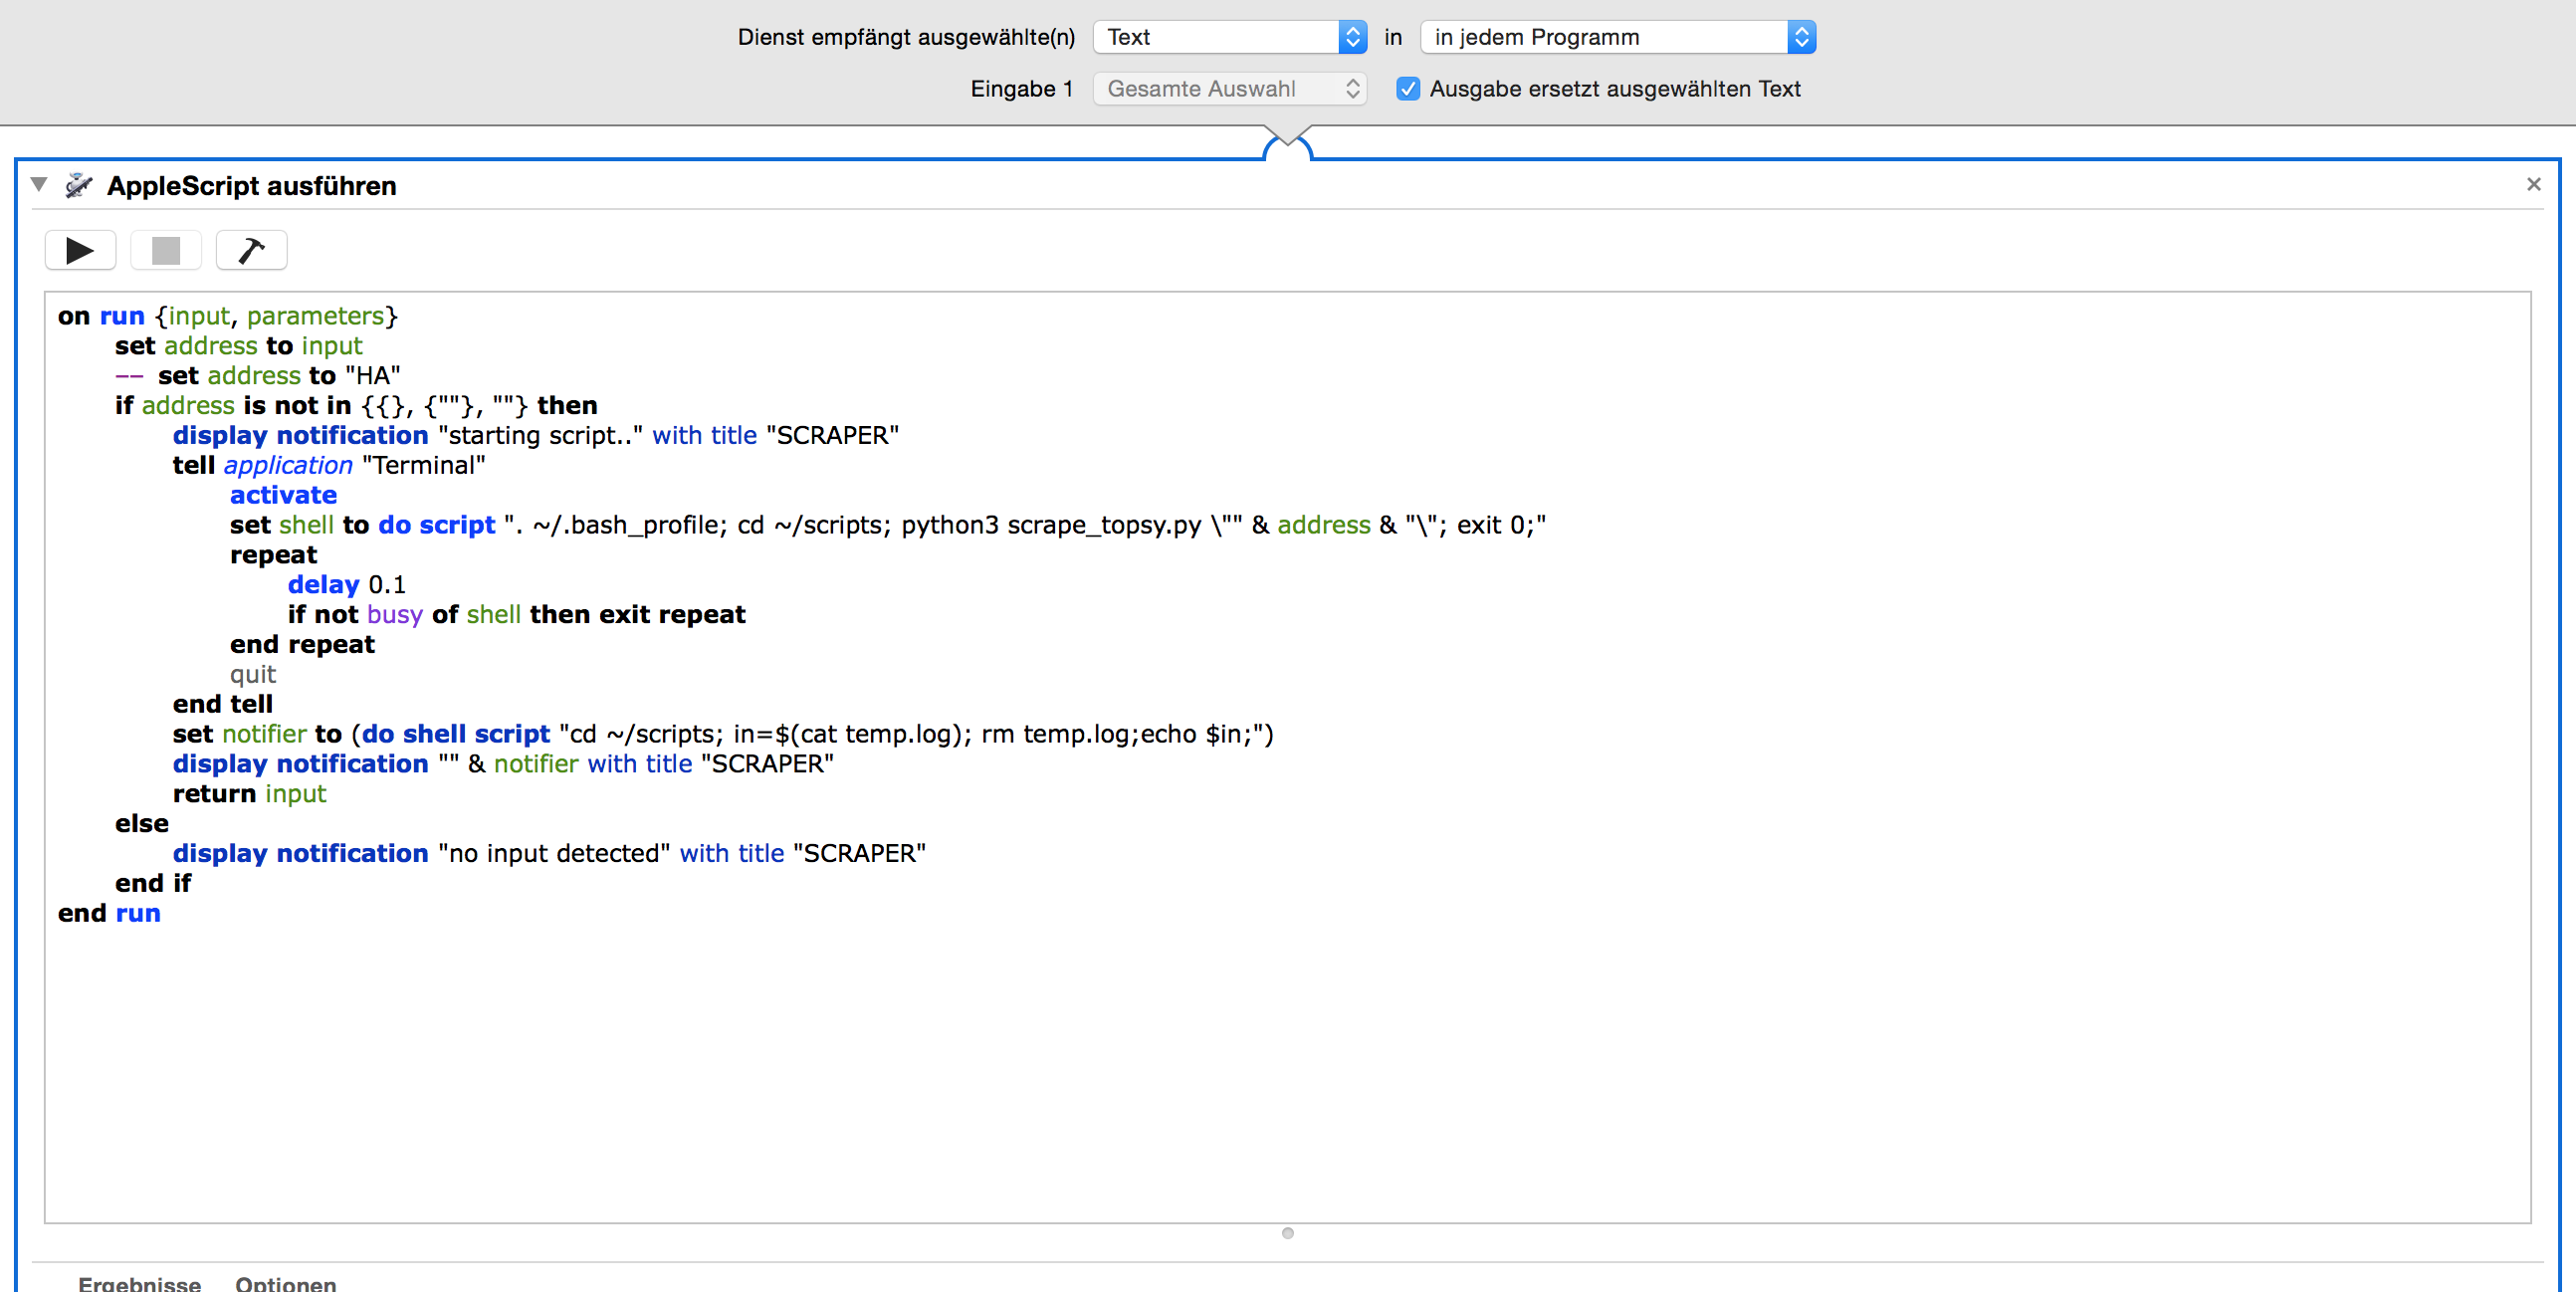 Dienst empfängt ausgewählte(n) Text in in jedem Programm
Eingabe 1 Gesamte Auswahl Ausgabe ersetzt ausgewählten Text
AppleScript ausführen
on run {input, parameters}
set address to input
-- set address to "HA"
if address is not in {{}, {""}, ""} then
display notification "starting script.." with title "SCRAPER"
tell application "Terminal"
activate
set shell to do script ". ~/.bash_profile; cd ~/scripts; python3 scrape_topsy.py \"" & address & "\"; exit 0;"
repeat
delay 0.1
if not busy of shell then exit repeat
end repeat
quit
end tell
set notifier to (do shell script "cd ~/scripts; in=$(cat temp.log); rm temp.log;echo $in;")
display notification "" & notifier with title "SCRAPER"
return input
else
display notification "no input detected" with title "SCRAPER"
end if
end run
Ergebnisse Optionen